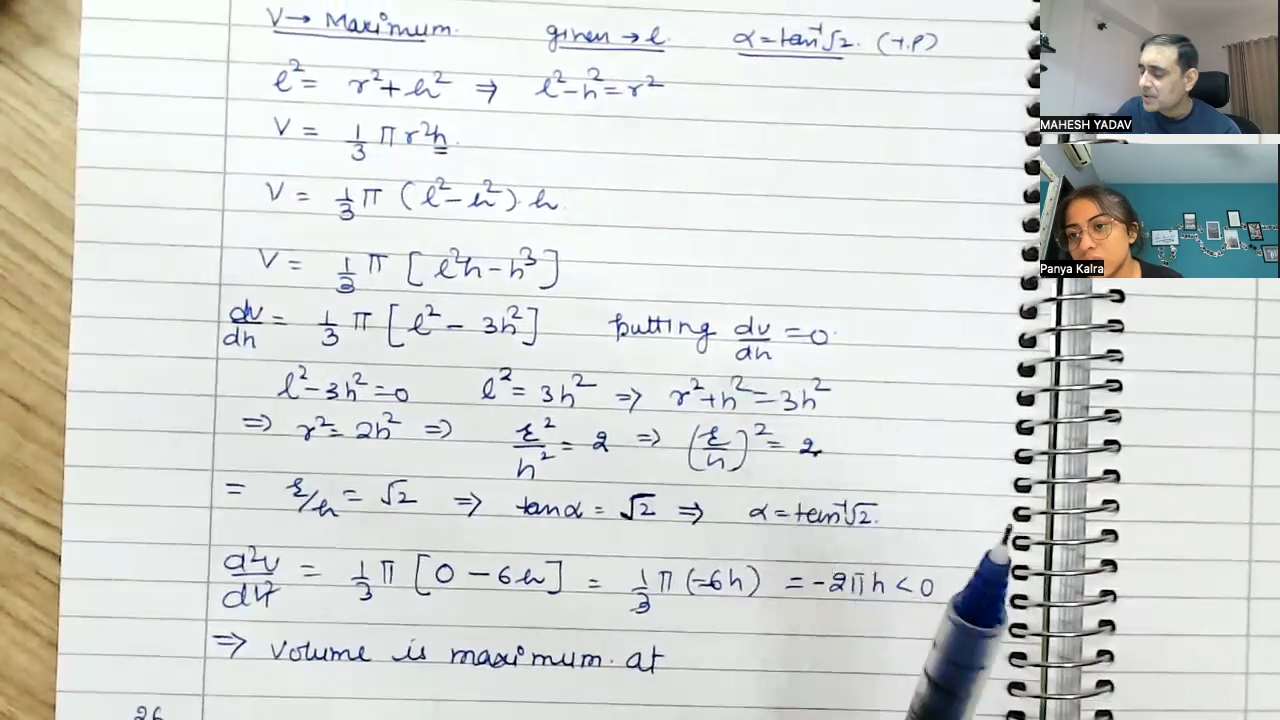 V → Maximum. given → l. α = tan⁻¹√2. (T.P)
l² = r² + h² ⇒ l² - h² = r²
V = 1/3 π r²h.
V = 1/3 π (l² - h²). h.
V = 1/3 π [l²h - h³]
dv/dh = 1/3 π [l² - 3h²] putting dv/dh = 0.
l² - 3h² = 0 l² = 3h² ⇒ r² + h² = 3h²
⇒ r² = 2h² ⇒ r²/h² = 2 ⇒ (r/h)² = 2
= r/h = √2 ⇒ tanα = √2 ⇒ α = tan⁻¹√2.
d²v/dh² = 1/3 π [0 - 6h] = 1/3 π (-6h) = -2πh < 0
⇒ volume is maximum. at
26
MAHESH YADAV
Panya Kalra